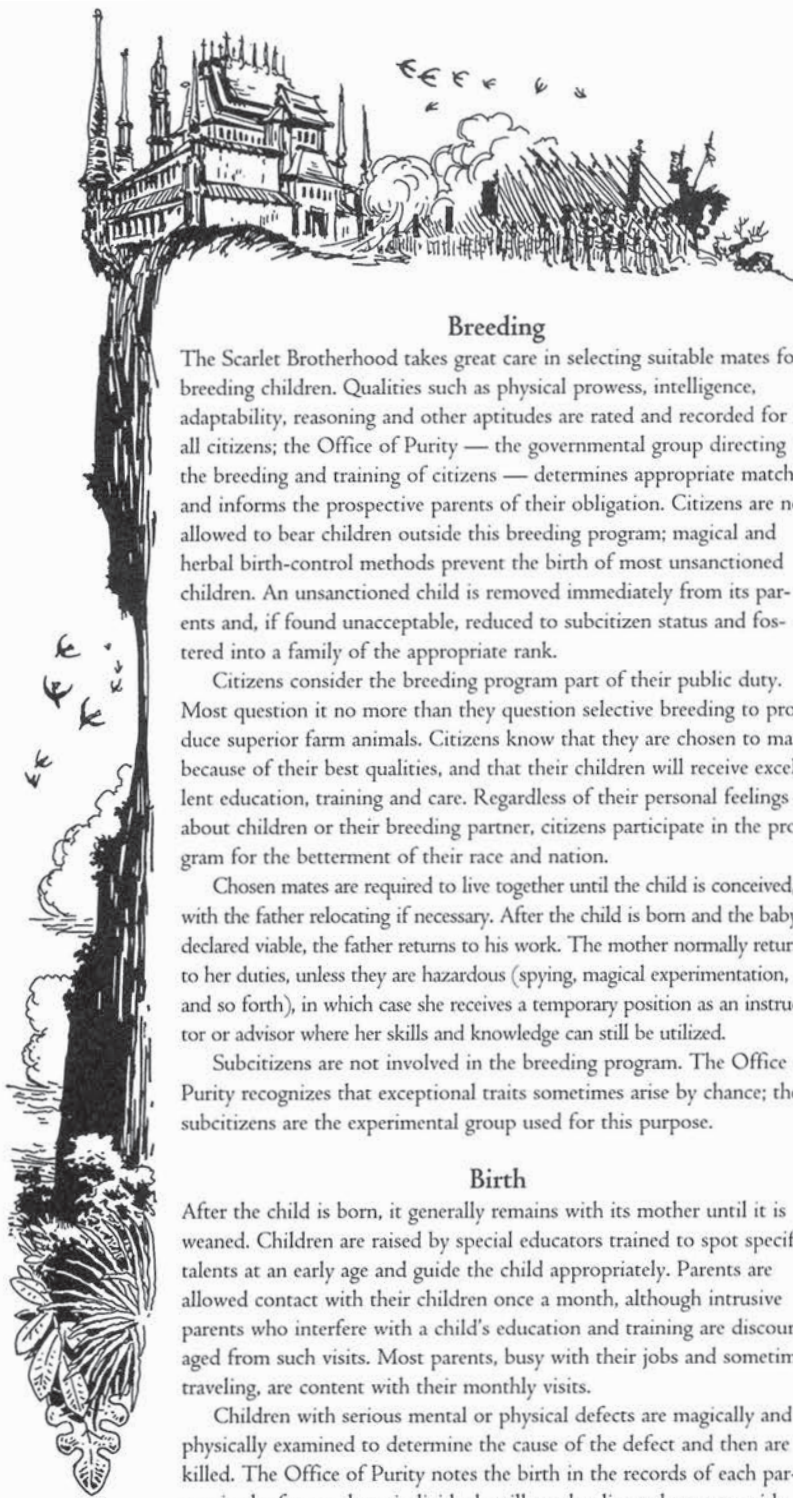 Breeding
The Scarlet Brotherhood takes great care in selecting suitable mates fo
breeding children. Qualities such as physical prowess, intelligence,
adaptability, reasoning and other aptitudes are rated and recorded for
all citizens; the Office of Purity — the governmental group directing
the breeding and training of citizens — determines appropriate match
and informs the prospective parents of their obligation. Citizens are n
allowed to bear children outside this breeding program; magical and
herbal birth-control methods prevent the birth of most unsanctioned
children. An unsanctioned child is removed immediately from its par-
ents and, if found unacceptable, reduced to subcitizen status and fos-
tered into a family of the appropriate rank.
Citizens consider the breeding program part of their public duty.
Most question it no more than they question selective breeding to pro
duce superior farm animals. Citizens know that they are chosen to ma
because of their best qualities, and that their children will receive excel
lent education, training and care. Regardless of their personal feelings
about children or their breeding partner, citizens participate in the pro
gram for the betterment of their race and nation.
Chosen mates are required to live together until the child is conceived,
with the father relocating if necessary. After the child is born and the baby
declared viable, the father returns to his work. The mother normally retur
to her duties, unless they are hazardous (spying, magical experimentation,
and so forth), in which case she receives a temporary position as an instru
tor or advisor where her skills and knowledge can still be utilized.
Subcitizens are not involved in the breeding program. The Office
Purity recognizes that exceptional traits sometimes arise by chance; the
subcitizens are the experimental group used for this purpose.
Birth
After the child is born, it generally remains with its mother until it is
weaned. Children are raised by special educators trained to spot specif
talents at an early age and guide the child appropriately. Parents are
allowed contact with their children once a month, although intrusive
parents who interfere with a child's education and training are discour
aged from such visits. Most parents, busy with their jobs and sometim
traveling, are content with their monthly visits.
Children with serious mental or physical defects are magically and
physically examined to determine the cause of the defect and then are
killed. The Office of Purity notes the birth in the records of each par-